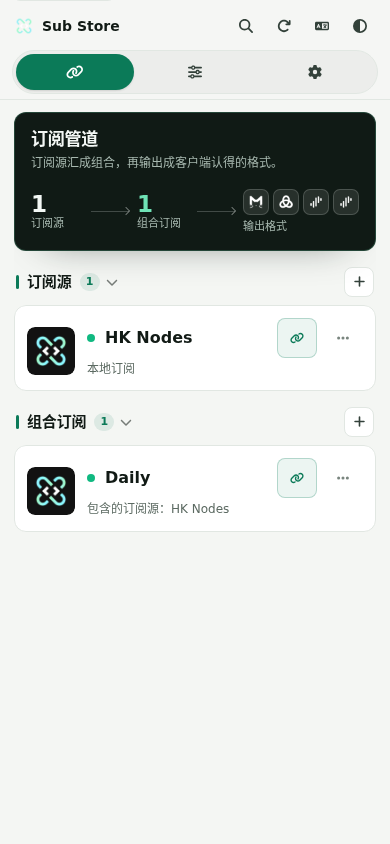 Sub Store
订阅管道
订阅源汇成组合，再输出成客户端认得的格式。
1
订阅源
1
组合订阅
输出格式
订阅源 1
HK Nodes
本地订阅
组合订阅 1
Daily
包含的订阅源：HK Nodes